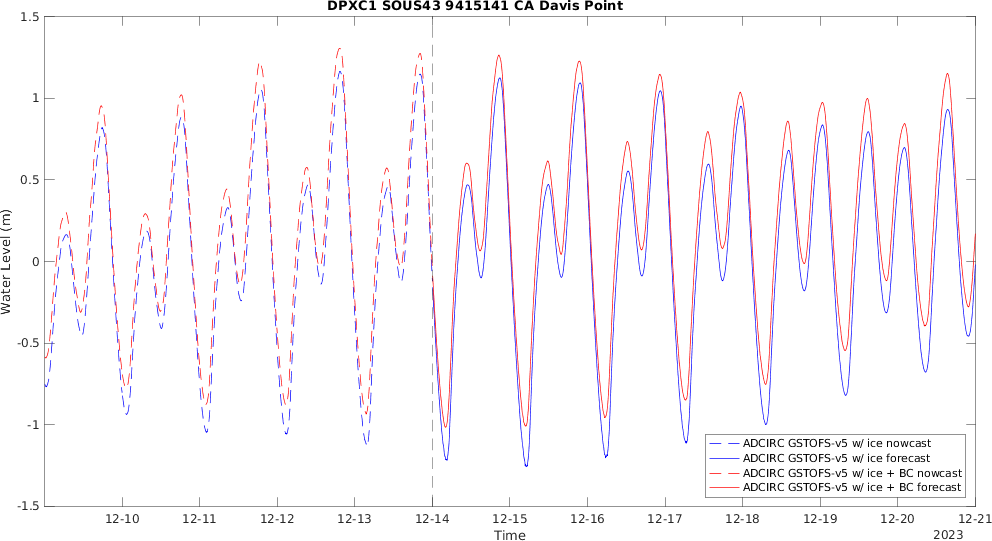 DPXC1 SOUS43 9415141 CA Davis Point
1.5
1
0.5
0
-0.5
-1
-1.5
Water Level (m)
12-10
12-11
12-12
12-13
12-14
12-15
12-16
12-17
12-18
12-19
12-20
12-21
Time
2023
ADCIRC GSTOFS-v5 w/ ice nowcast
ADCIRC GSTOFS-v5 w/ ice forecast
ADCIRC GSTOFS-v5 w/ ice + BC nowcast
ADCIRC GSTOFS-v5 w/ ice + BC forecast